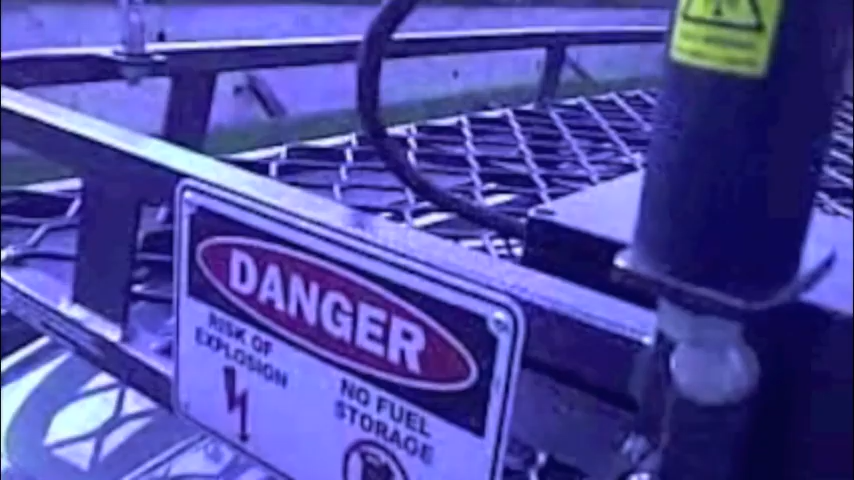 DANGER
RISK OF
EXPLOSION
NO FUEL
STORAGE